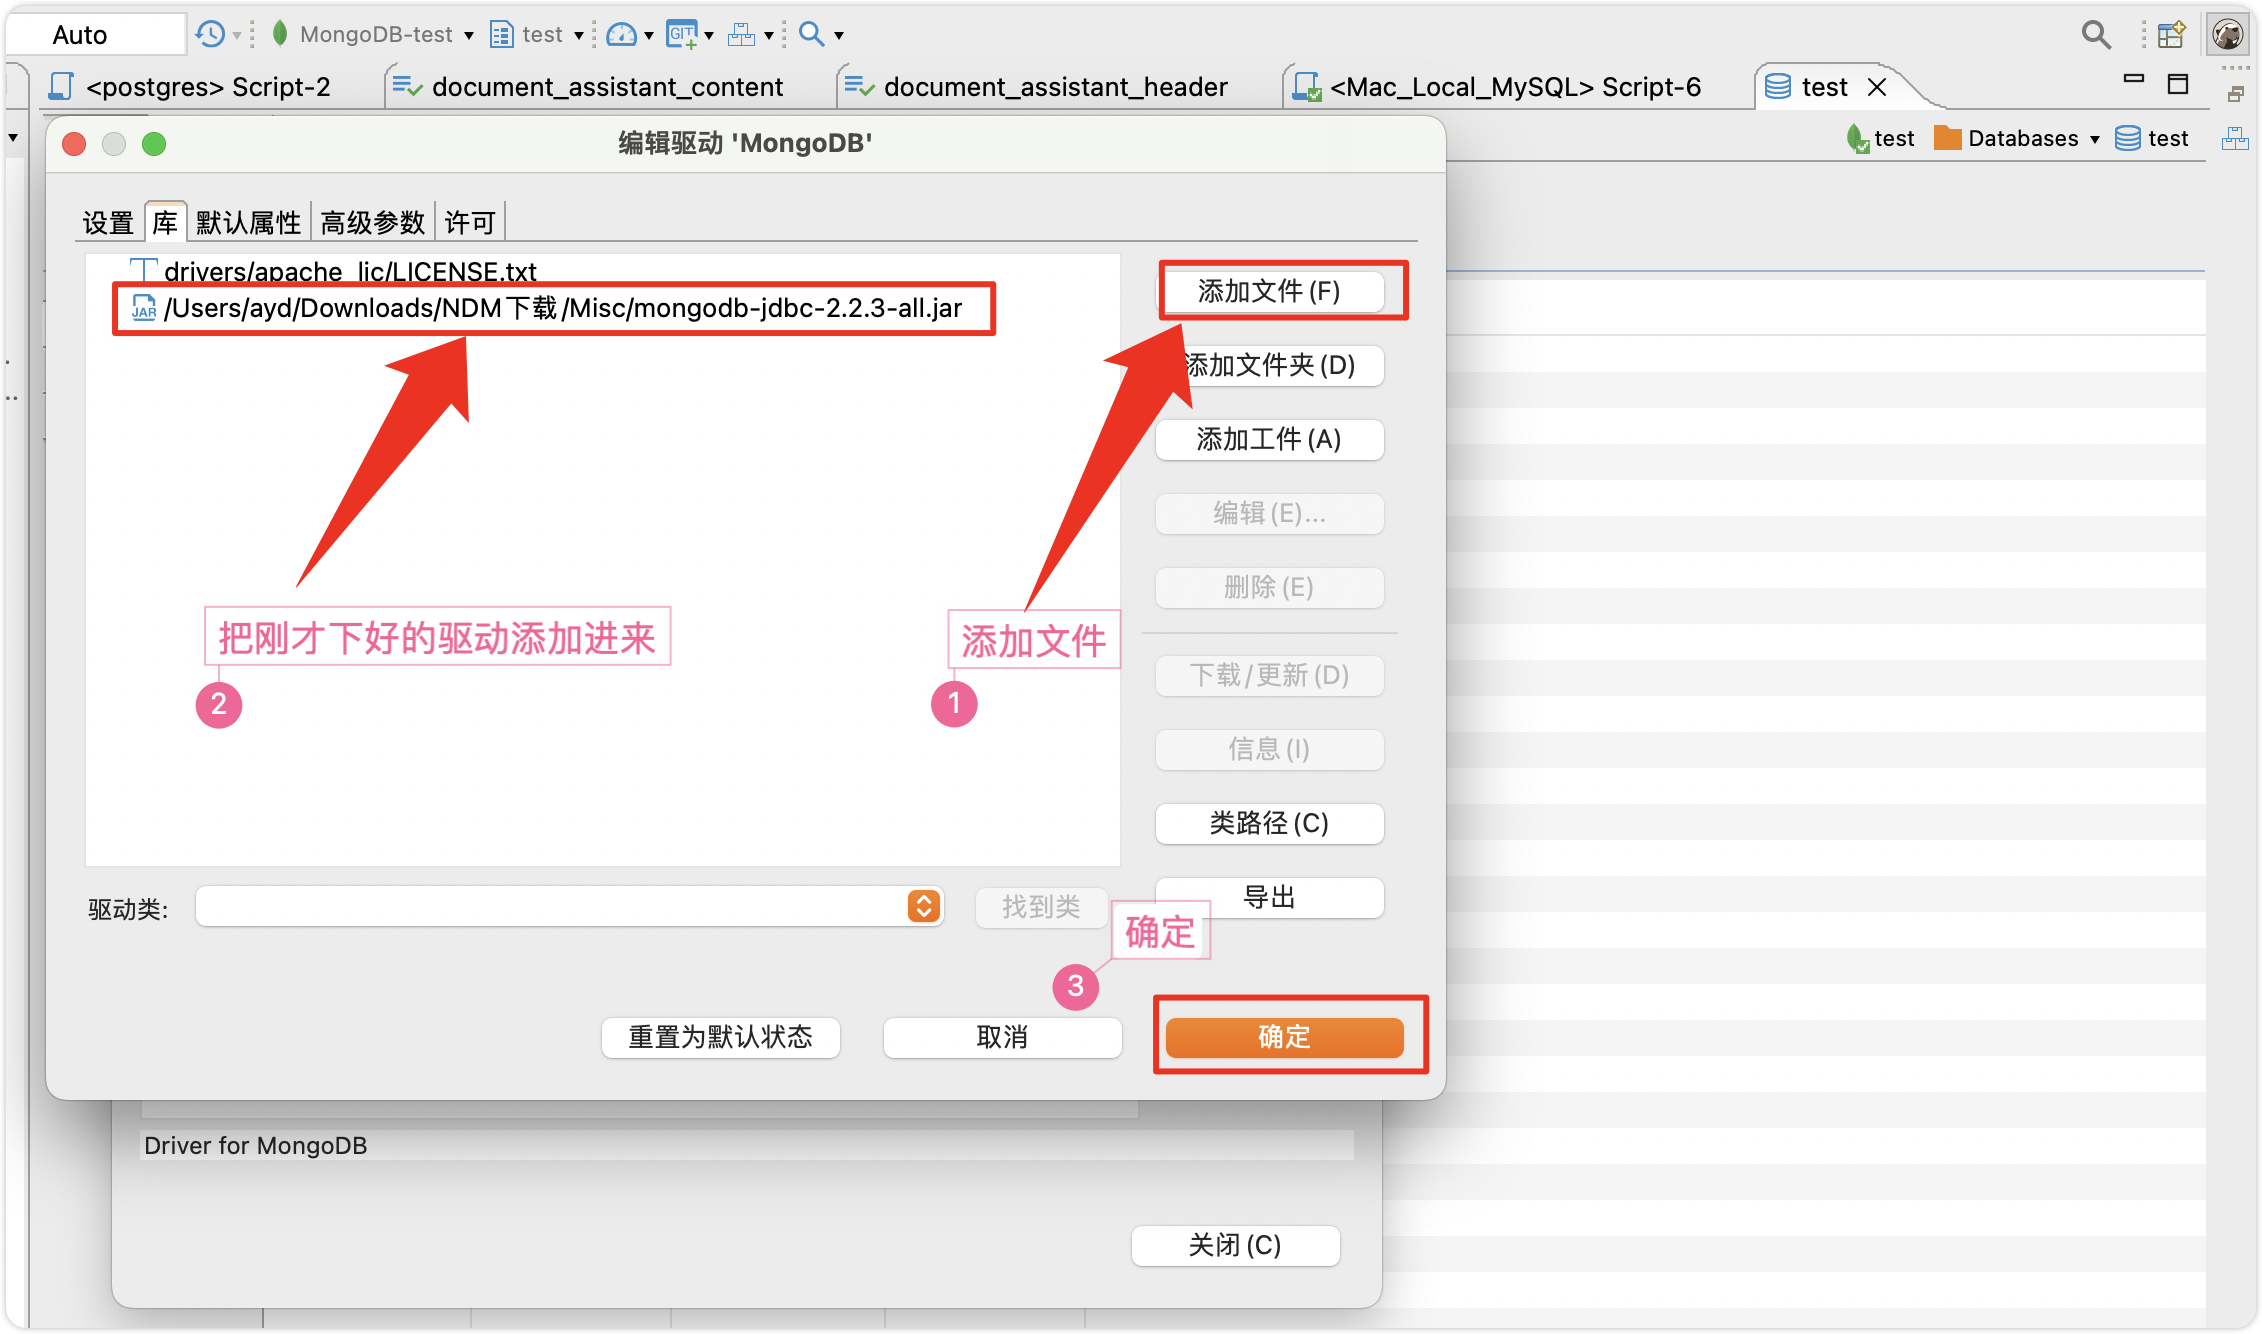 Auto MongoDB-test test GIT
<postgres> Script-2 document_assistant_content document_assistant_header <Mac_Local_MySQL> Script-6 test
test Databases test
编辑驱动 'MongoDB'
设置 库 默认属性 高级参数 许可
drivers/apache_lic/LICENSE.txt
JAR /Users/ayd/Downloads/NDM下载/Misc/mongodb-jdbc-2.2.3-all.jar
添加文件(F)
添加文件夹(D)
添加工件(A)
编辑(E)...
删除(E)
把刚才下好的驱动添加进来
2
添加文件
1
下载/更新(D)
信息(I)
类路径(C)
导出
驱动类:
找到类
确定
3
重置为默认状态 取消 确定
Driver for MongoDB
关闭(C)